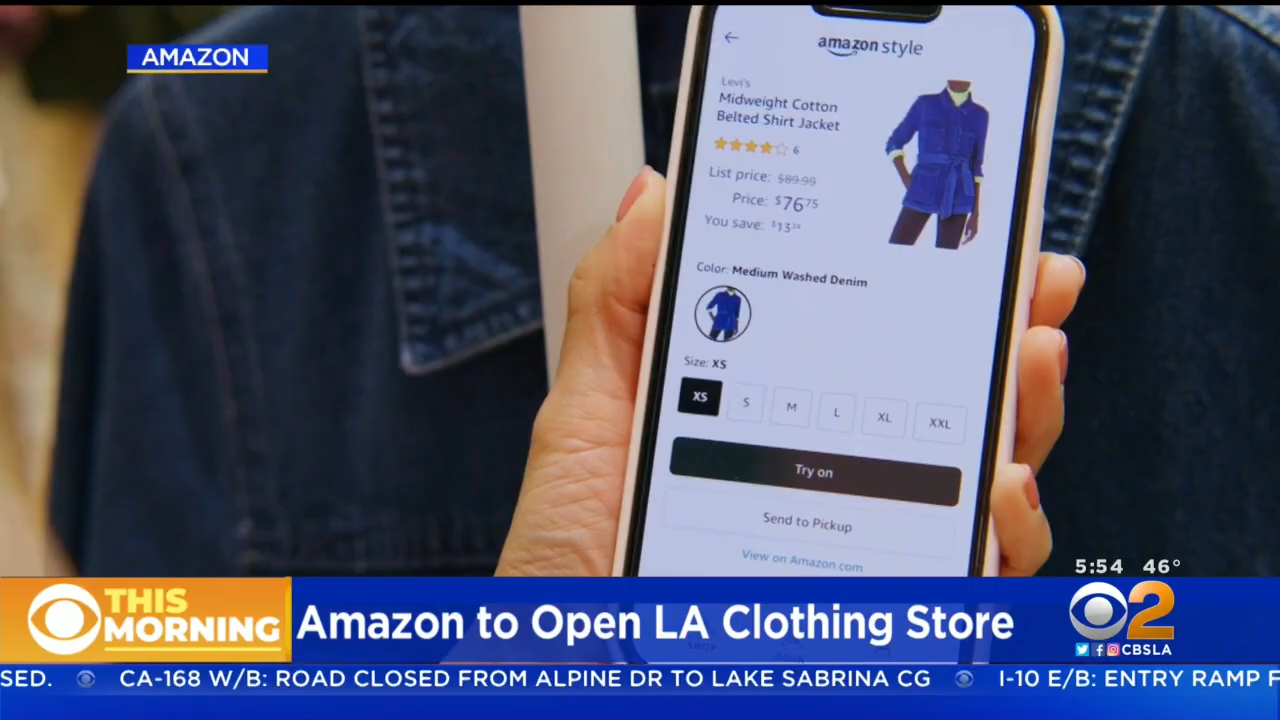 AMAZON
amazon style
Levi's
Midweight Cotton
Belted Shirt Jacket
6
List price: $89.99
Price: $76 75
You save: $13 24
Color: Medium Washed Denim
Size: XS
XS S M L XL XXL
Try on
Send to Pickup
View on Amazon.com
5:54 46°
THIS
MORNING
Amazon to Open LA Clothing Store
2
CBSLA
SHOP
SED. CA-168 W/B: ROAD CLOSED FROM ALPINE DR TO LAKE SABRINA CG I-10 E/B: ENTRY RAMP F